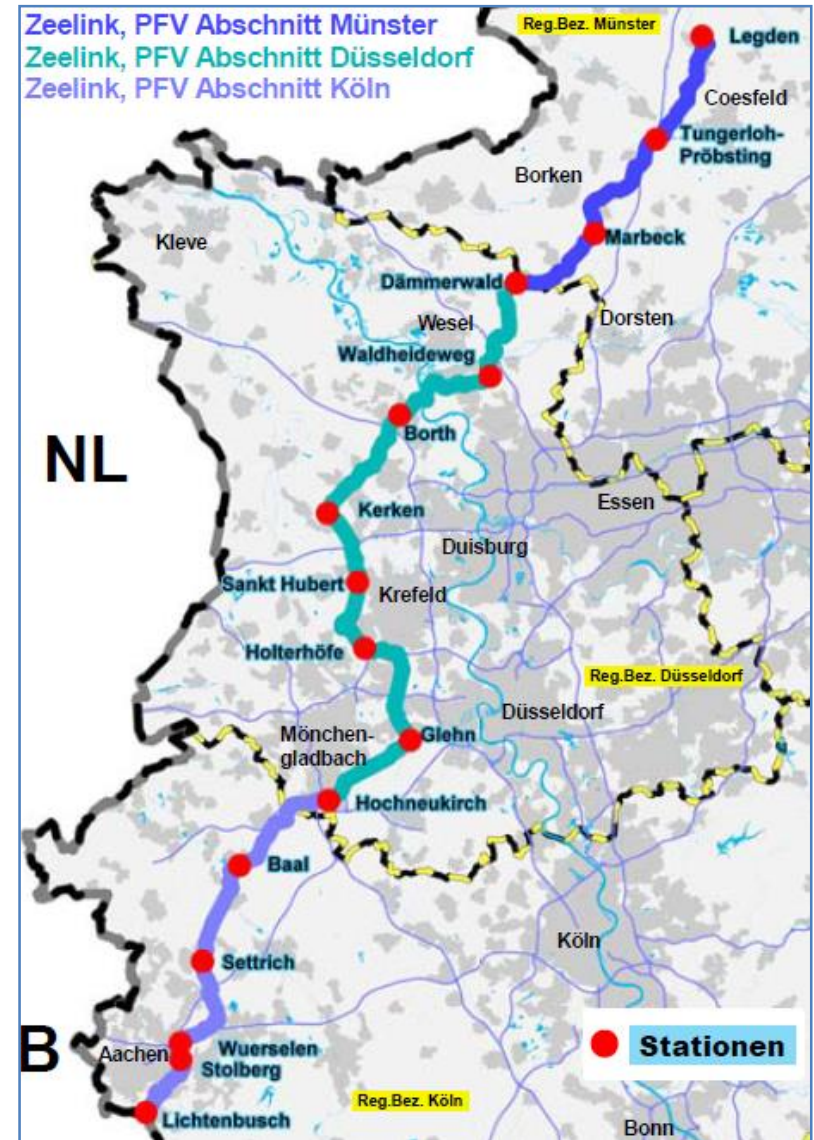 Zeelink, PFV Abschnitt Münster
Zeelink, PFV Abschnitt Düsseldorf
Zeelink, PFV Abschnitt Köln
Reg.Bez. Münster
Legden
Coesfeld
Tungerloh-
Pröbsting
Borken
Kleve
Marbeck
Dämmerwald
Wesel
Dorsten
Waldheideweg
Borth
NL
Essen
Kerken
Duisburg
Sankt Hubert
Krefeld
Holterhöfe
Reg.Bez. Düsseldorf
Düsseldorf
Mönchen-
gladbach
Glehn
Hochneukirch
Baal
Köln
Settrich
B
Aachen
Wuerselen
Stolberg
Stationen
Reg.Bez. Köln
Lichtenbusch
Bonn